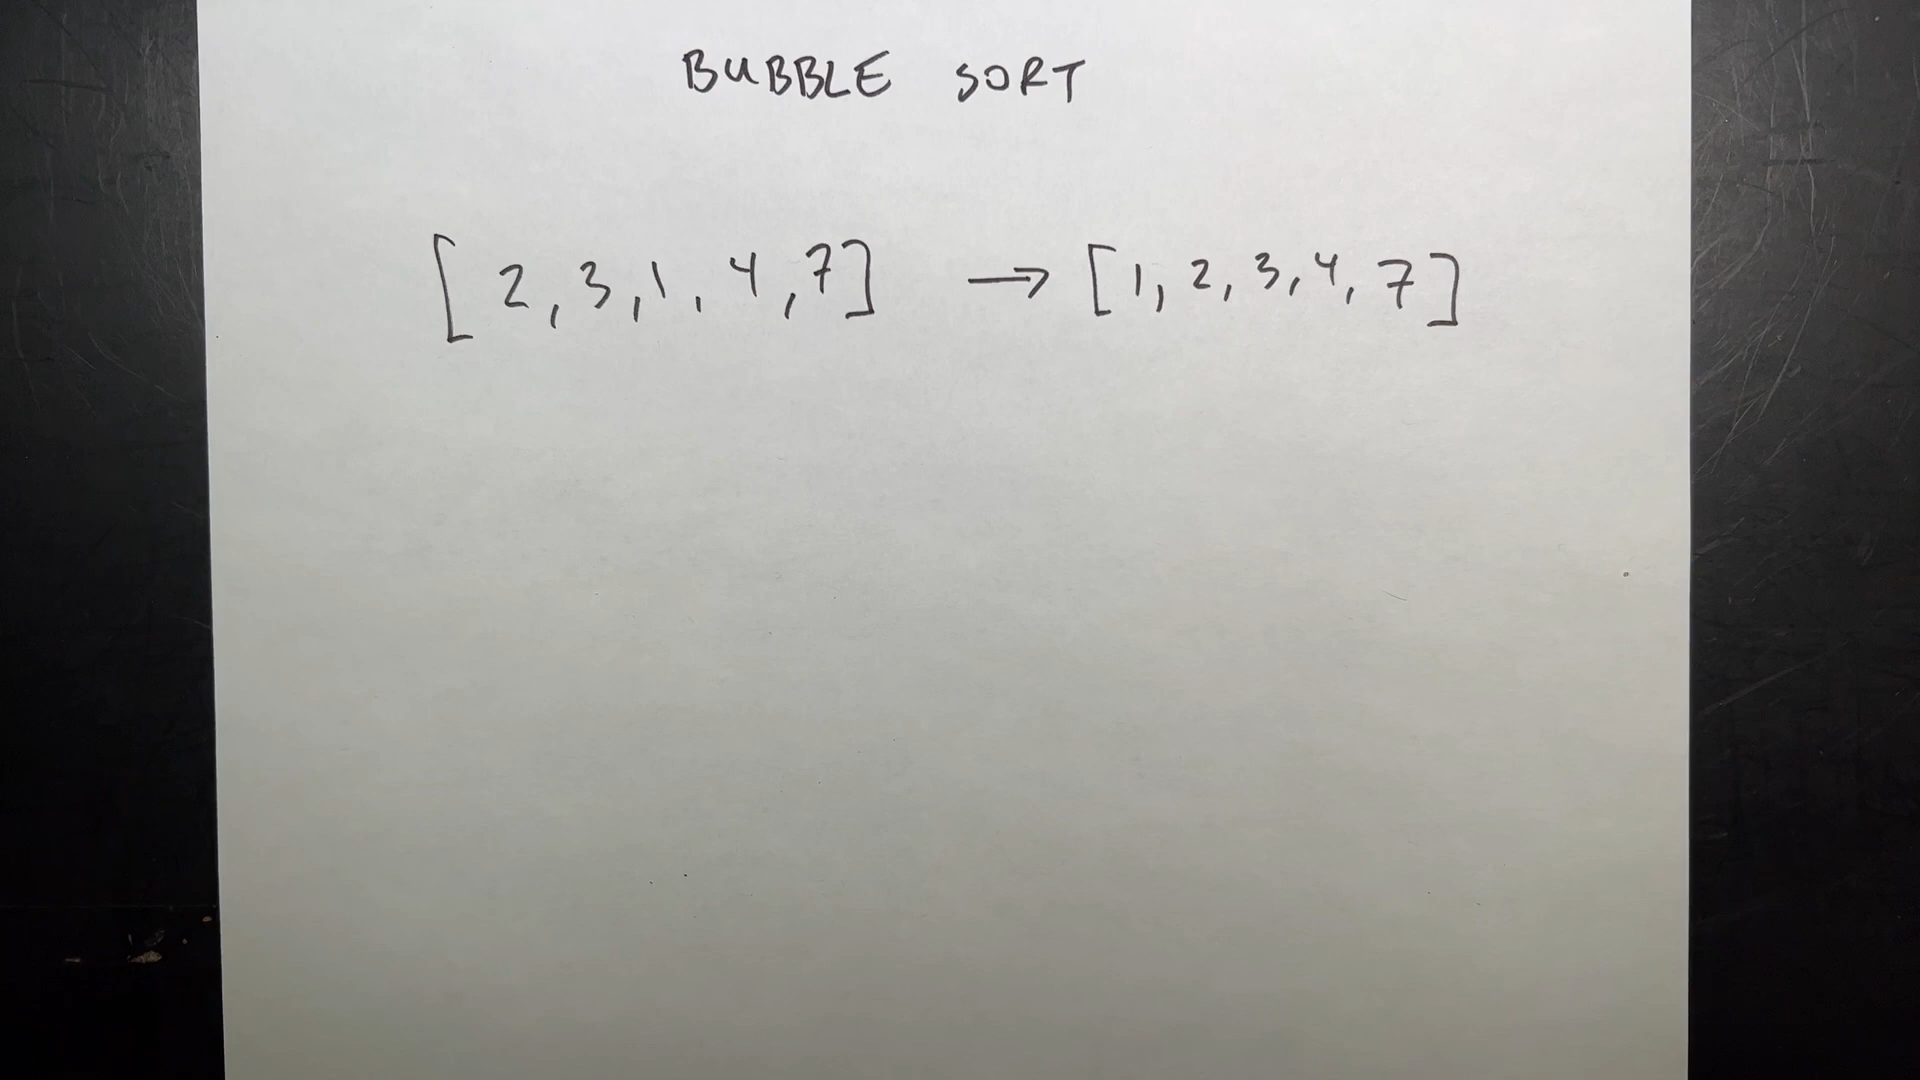 BUBBLE SORT
[2, 3, 1, 4, 7] → [1, 2, 3, 4, 7]